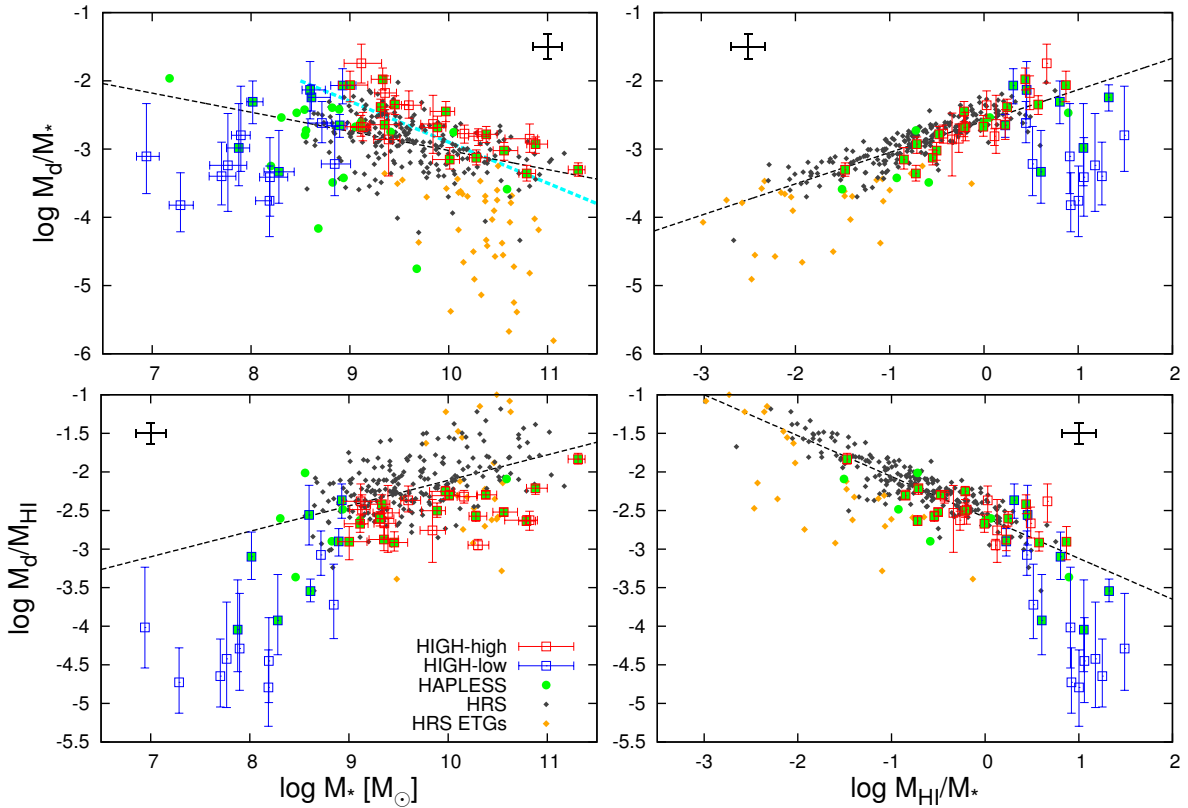 log M_d/M_*
-1
-2
-3
-4
-5
-6
7 8 9 10 11
-1
-2
-3
-4
-5
-6
-3 -2 -1 0 1 2
log M_d/M_HI
-1
-1.5
-2
-2.5
-3
-3.5
-4
-4.5
-5
-5.5
HIGH-high
HIGH-low
HAPLESS
HRS
HRS ETGs
7 8 9 10 11
log M_* [M_☉]
-1
-1.5
-2
-2.5
-3
-3.5
-4
-4.5
-5
-5.5
-3 -2 -1 0 1 2
log M_HI/M_*